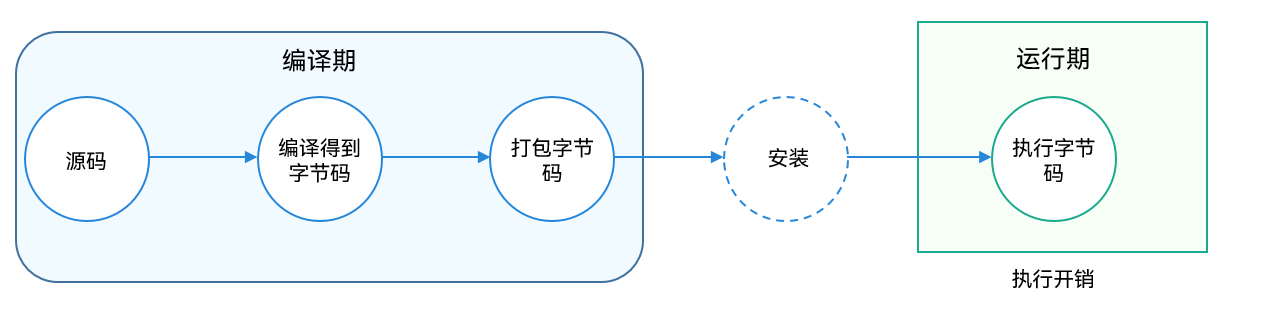 编译期
运行期
源码
编译得到
字节码
打包字节
码
安装
执行字节
码
执行开销